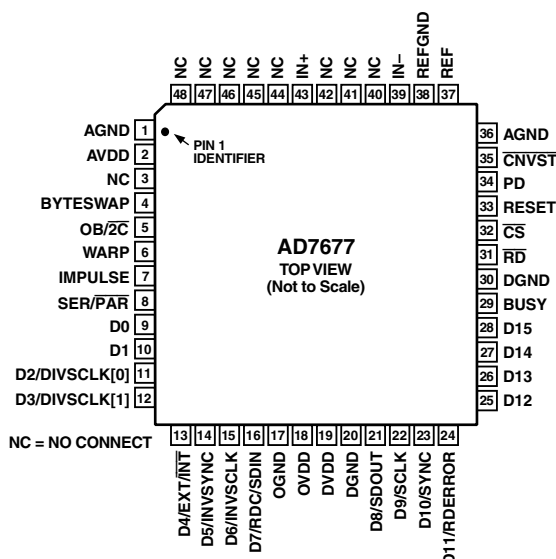 NC
NC
NC
NC
NC
IN+
NC
NC
NC
IN–
REFGND
REF
48
47
46
45
44
43
42
41
40
39
38
37
AGND 1
AVDD 2
NC 3
BYTESWAP 4
OB/2C 5
WARP 6
IMPULSE 7
SER/PAR 8
D0 9
D1 10
D2/DIVSCLK[0] 11
D3/DIVSCLK[1] 12
PIN 1
IDENTIFIER
AD7677
TOP VIEW
(Not to Scale)
36 AGND
35 CNVST
34 PD
33 RESET
32 CS
31 RD
30 DGND
29 BUSY
28 D15
27 D14
26 D13
25 D12
NC = NO CONNECT
13
14
15
16
17
18
19
20
21
22
23
24
D4/EXT/INT
D5/INVSYNC
D6/INVSCLK
D7/RDC/SDIN
OGND
OVDD
DVDD
DGND
D8/SDOUT
D9/SCLK
D10/SYNC
D11/RDERROR